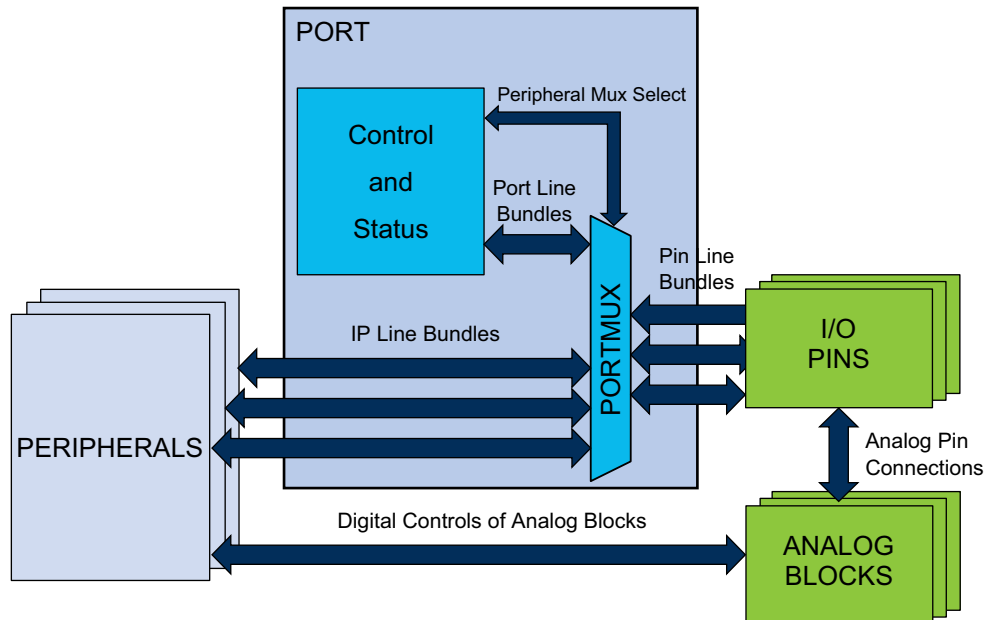 PORT
Peripheral Mux Select
Control
and
Status
Port Line
Bundles
Pin Line
Bundles
PORTMUX
I/O
PINS
IP Line Bundles
PERIPHERALS
Analog Pin
Connections
Digital Controls of Analog Blocks
ANALOG
BLOCKS